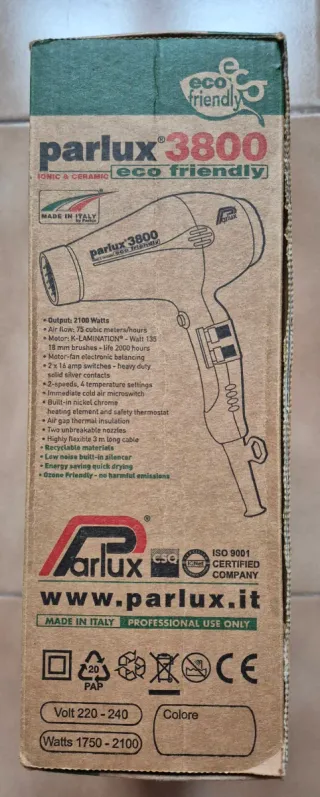 eco
friendly
parlux® 3800
IONIC & CERAMIC eco friendly
MADE IN ITALY
by Parlux
Parlux
parlux® 3800
eco friendly
• Output: 2100 Watts
• Air flow: 75 cubic meters/hours
• Motor: K-LAMINATION® - Watt 135
18 mm brushes - life 2000 hours
• Motor-fan electronic balancing
• 2 x 16 amp switches - heavy duty
solid silver contacts
• 2-speeds, 4 temperature settings
• Immediate cold air microswitch
• Built-in nickel chrome
heating element and safety thermostat
• Air gap thermal insulation
• Two unbreakable nozzles
• Highly flexible 3 m long cable
• Recyclable materials
• Low noise built-in silencer
• Energy saving quick drying
• Ozone Friendly - no harmful emissions
Parlux®
csq
ISO 9001
CERTIFIED
COMPANY
www.parlux.it
MADE IN ITALY PROFESSIONAL USE ONLY
20
PAP
CE
Volt 220 - 240
Colore
Watts 1750 - 2100